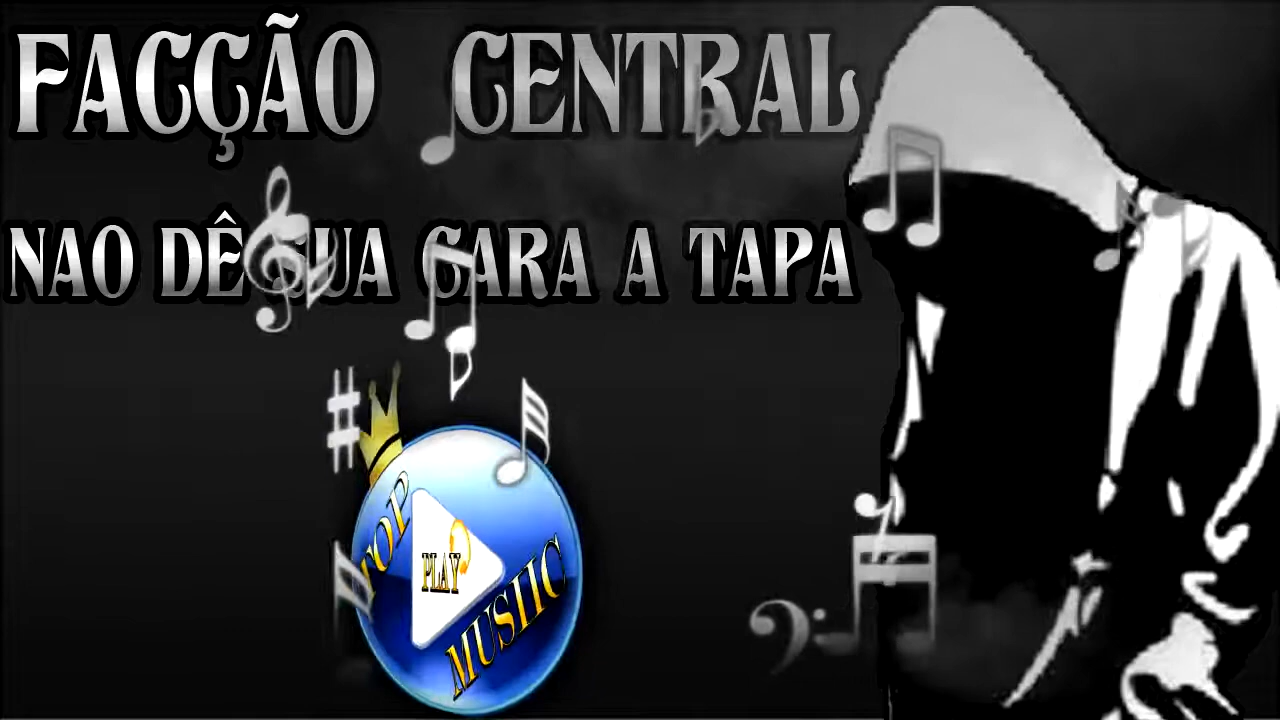 FACÇÃO CENTRAL
NAO DÊ SUA CARA A TAPA
TOP
PLAY
MUSIIC